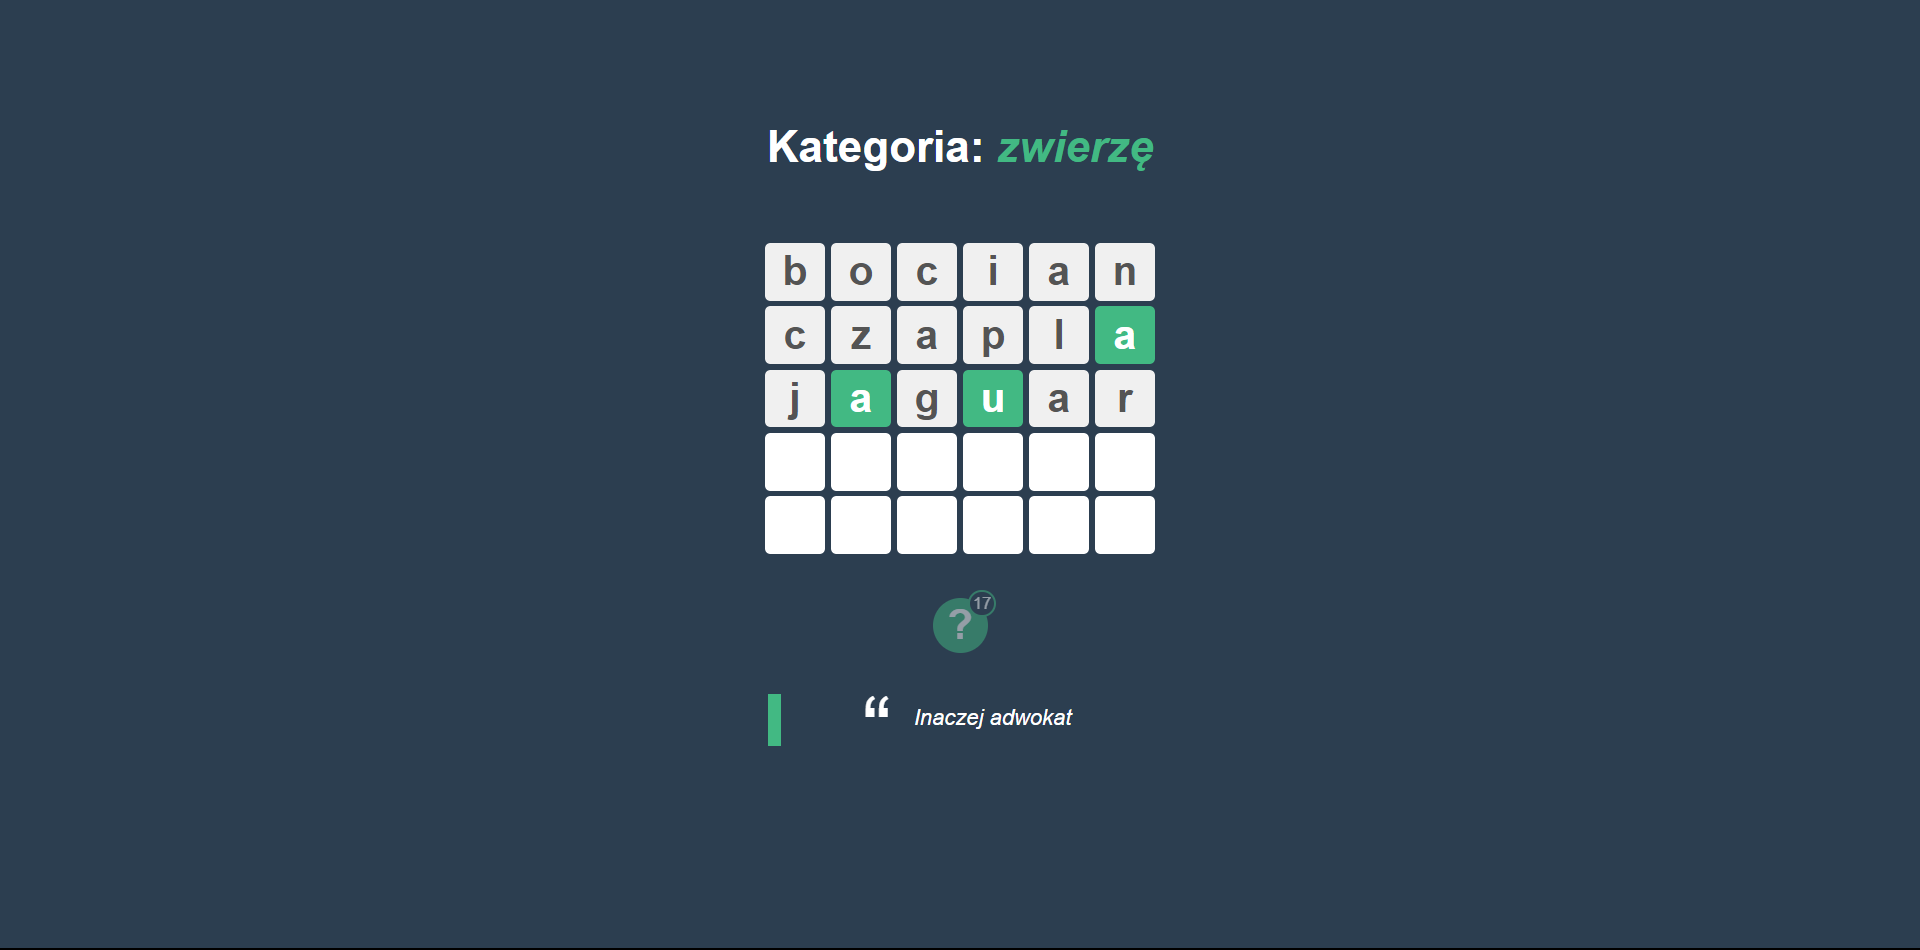 Kategoria: zwierzę
b o c i a n
c z a p l a
j a g u a r
? 17
“ Inaczej adwokat